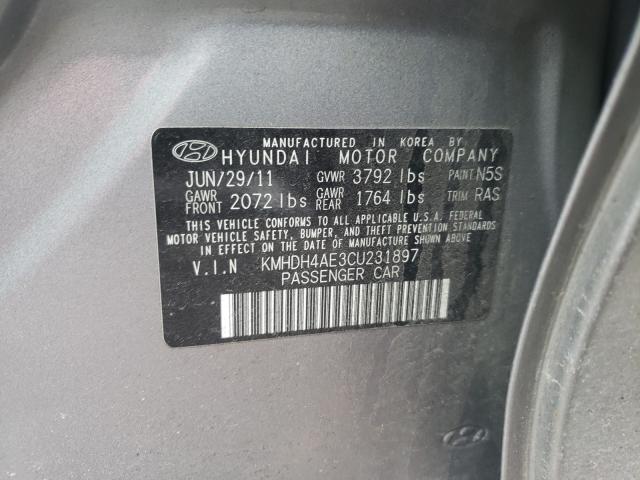 MANUFACTURED IN KOREA BY
HYUNDAI MOTOR COMPANY
JUN/29/11 GVWR 3792 lbs PAINT N5S
GAWR FRONT 2072 lbs GAWR REAR 1764 lbs TRIM RAS
THIS VEHICLE CONFORMS TO ALL APPLICABLE U.S.A. FEDERAL
MOTOR VEHICLE SAFETY, BUMPER, AND THEFT PREVENTION STANDARDS
IN EFFECT ON THE DATE OF MANUFACTURE SHOWN ABOVE.
V.I.N KMHDH4AE3CU231897
PASSENGER CAR